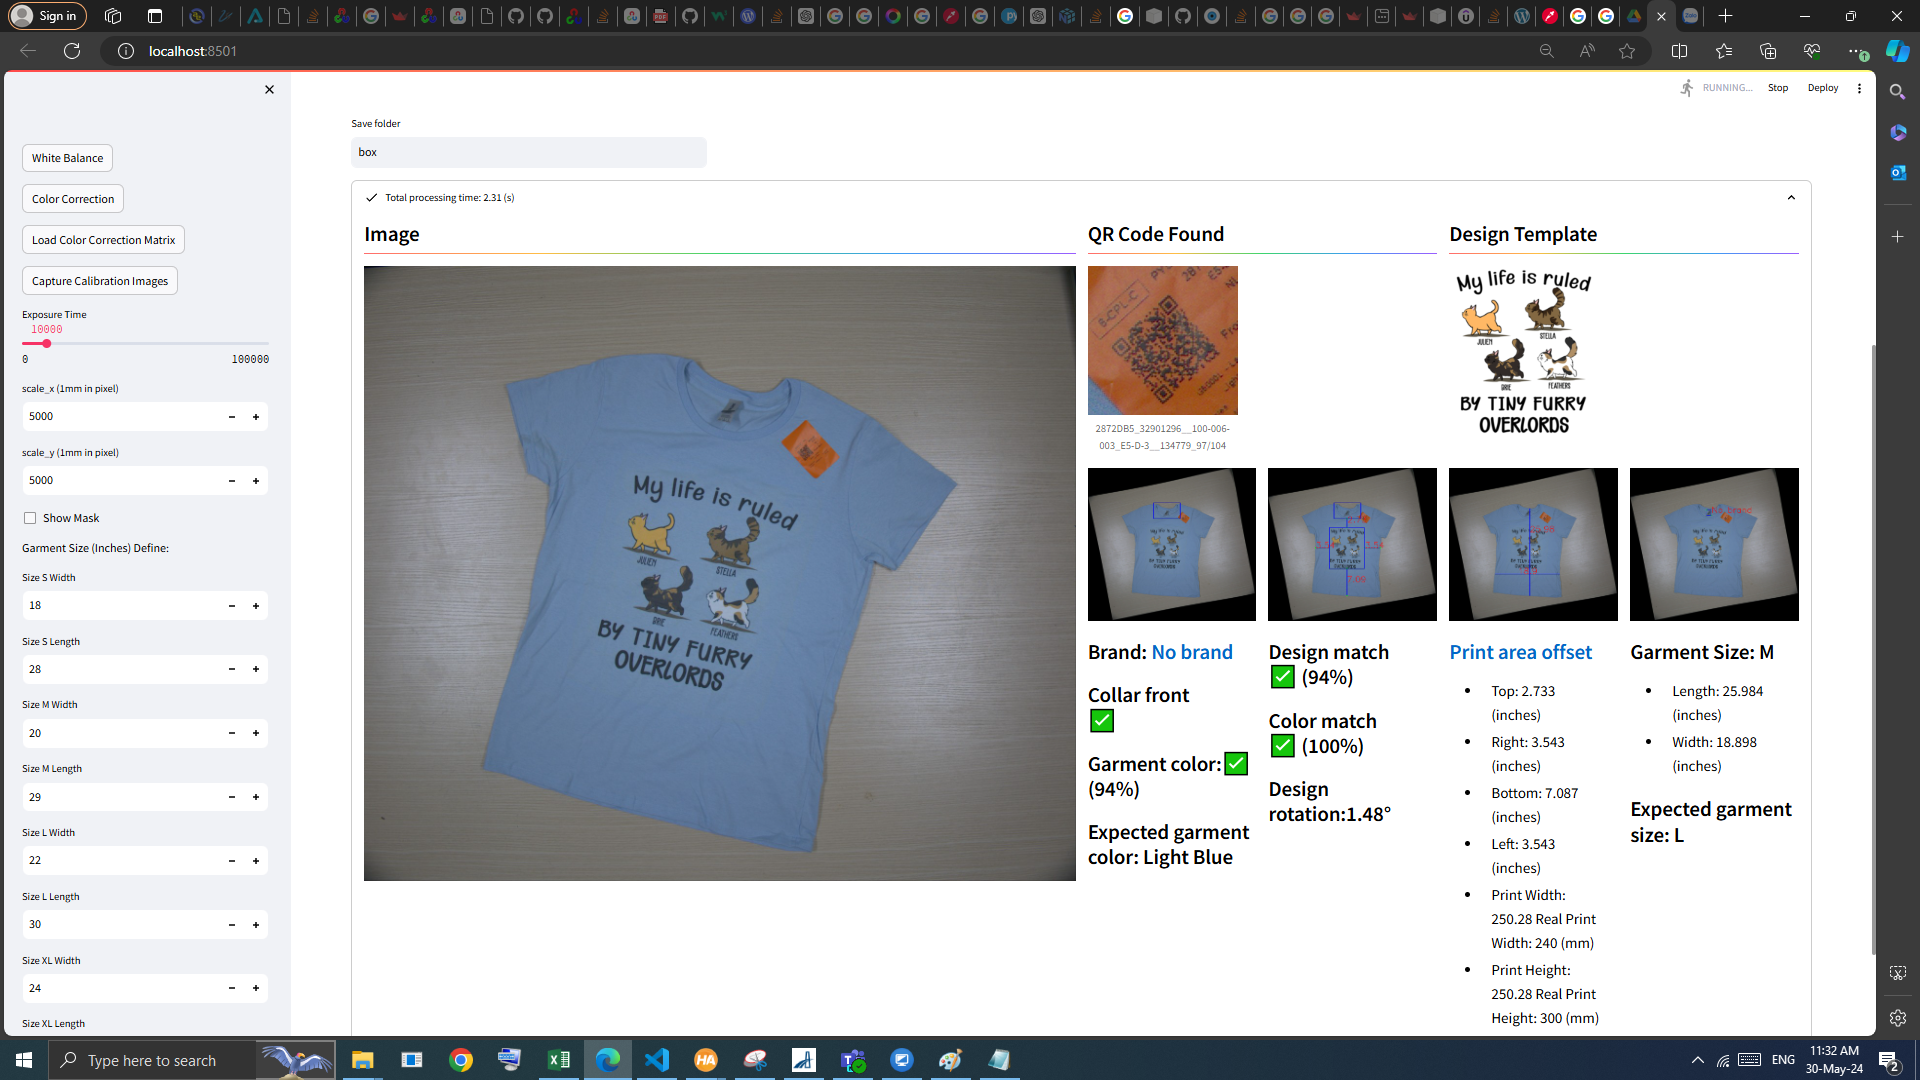 Sign in
localhost:8501
RUNNING...
Stop
Deploy
White Balance
Color Correction
Load Color Correction Matrix
Capture Calibration Images
Exposure Time
10000
0
100000
scale_x (1mm in pixel)
5000
scale_y (1mm in pixel)
5000
Show Mask
Garment Size (Inches) Define:
Size S Width
18
Size S Length
28
Size M Width
20
Size M Length
29
Size L Width
22
Size L Length
30
Size XL Width
24
Size XL Length
Save folder
box
Total processing time: 2.31 (s)
Image
My life is ruled
JULIEN
STELLA
BRIE
FEATHERS
BY TINY FURRY
OVERLORDS
QR Code Found
B-CPL-C
2872DB5_32901296__100-006-
003_E5-D-3__134779_97/104
Design Template
My life is ruled
JULIEN
STELLA
BRIE
FEATHERS
BY TINY FURRY
OVERLORDS
Brand: No brand
Collar front
Garment color:
(94%)
Expected garment
color: Light Blue
Design match
(94%)
Color match
(100%)
Design
rotation:1.48°
Print area offset
Top: 2.733
(inches)
Right: 3.543
(inches)
Bottom: 7.087
(inches)
Left: 3.543
(inches)
Print Width:
250.28 Real Print
Width: 240 (mm)
Print Height:
250.28 Real Print
Height: 300 (mm)
Garment Size: M
Length: 25.984
(inches)
Width: 18.898
(inches)
Expected garment
size: L
Type here to search
ENG
11:32 AM
30-May-24
2